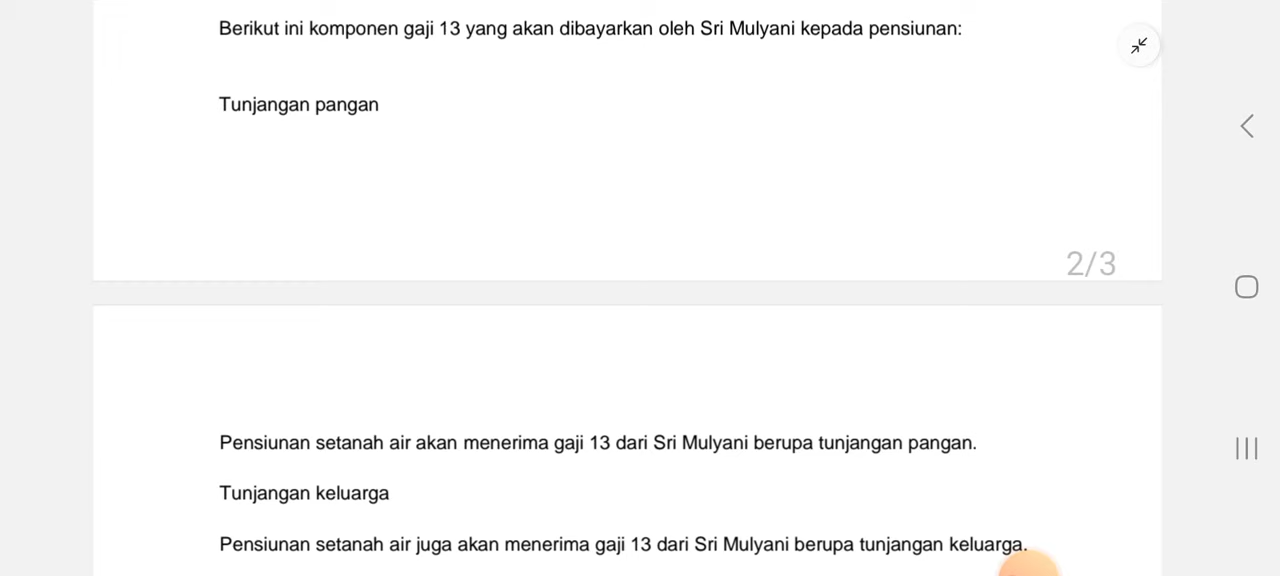 Berikut ini komponen gaji 13 yang akan dibayarkan oleh Sri Mulyani kepada pensiunan:
Tunjangan pangan
2/3
Pensiunan setanah air akan menerima gaji 13 dari Sri Mulyani berupa tunjangan pangan.
Tunjangan keluarga
Pensiunan setanah air juga akan menerima gaji 13 dari Sri Mulyani berupa tunjangan keluarga.